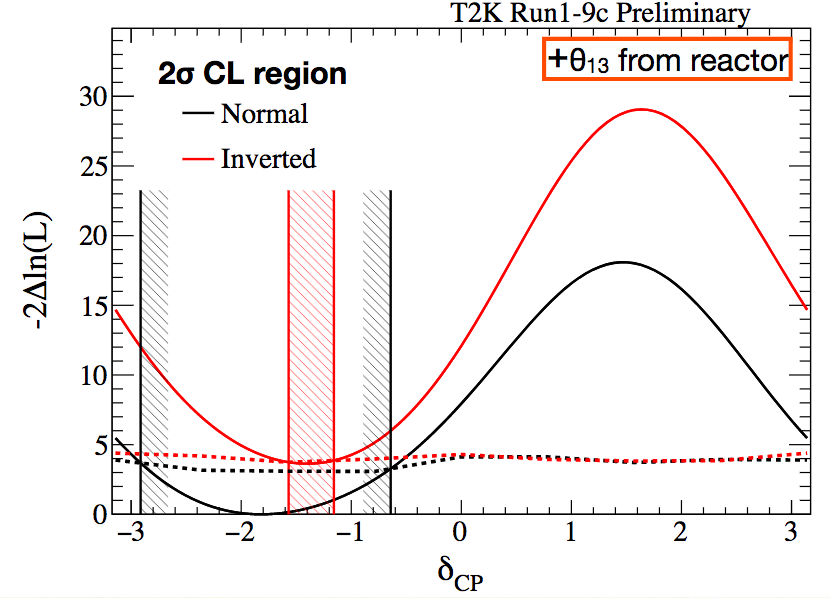 T2K Run1-9c Preliminary
+θ₁₃ from reactor
2σ CL region
Normal
Inverted
-2Δln(L)
30
25
20
15
10
5
0
−3
−2
−1
0
1
2
3
δ_CP